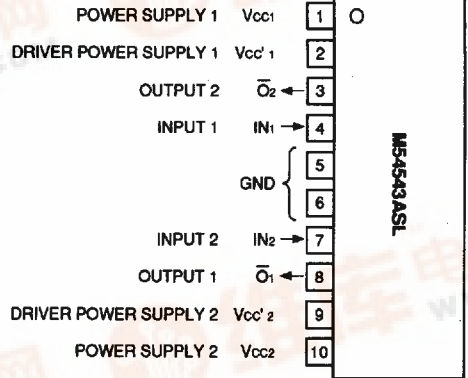 POWER SUPPLY 1 Vcc1 1
DRIVER POWER SUPPLY 1 Vcc' 1 2
OUTPUT 2 O̅2 ← 3
INPUT 1 IN1 → 4
5
GND
6
INPUT 2 IN2 → 7
OUTPUT 1 O̅1 ← 8
DRIVER POWER SUPPLY 2 Vcc' 2 9
POWER SUPPLY 2 Vcc2 10
M54543ASL